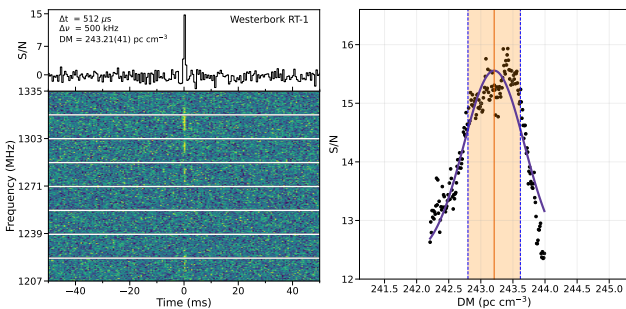 Δt = 512 μs
Δν = 500 kHz
DM = 243.21(41) pc cm⁻³
Westerbork RT-1
S/N
15
0
Frequency (MHz)
1335
1303
1271
1239
1207
−40 −20 0 20 40
Time (ms)
S/N
16
15
14
13
12
241.5 242.0 242.5 243.0 243.5 244.0 244.5 245.0
DM (pc cm⁻³)